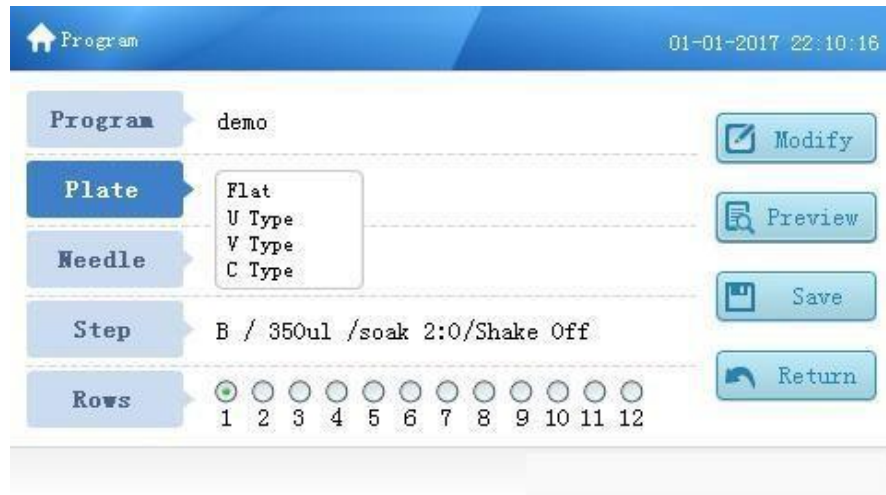 Program
01-01-2017 22:10:16
Program
demo
Modify
Plate
Flat
U Type
V Type
C Type
Preview
Needle
Save
Step
B / 350ul /soak 2:0/Shake Off
Return
Rows
1 2 3 4 5 6 7 8 9 10 11 12